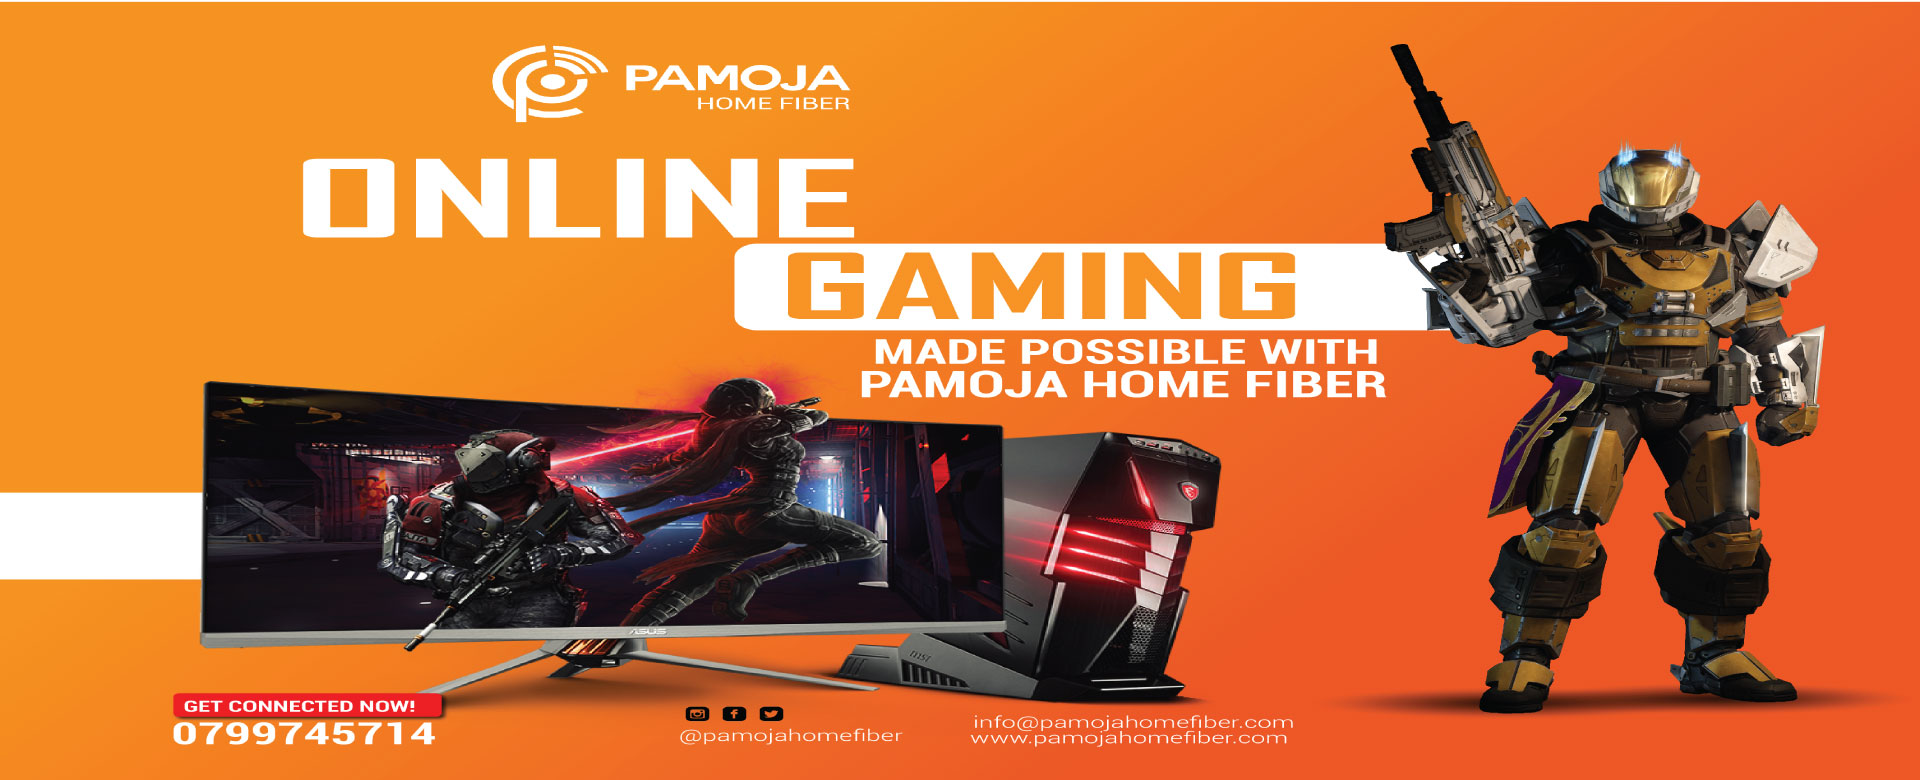 PAMOJA
HOME FIBER
ONLINE
GAMING
MADE POSSIBLE WITH
PAMOJA HOME FIBER
ASUS
GET CONNECTED NOW!
0799745714
@pamojahomefiber
info@pamojahomefiber.com
www.pamojahomefiber.com